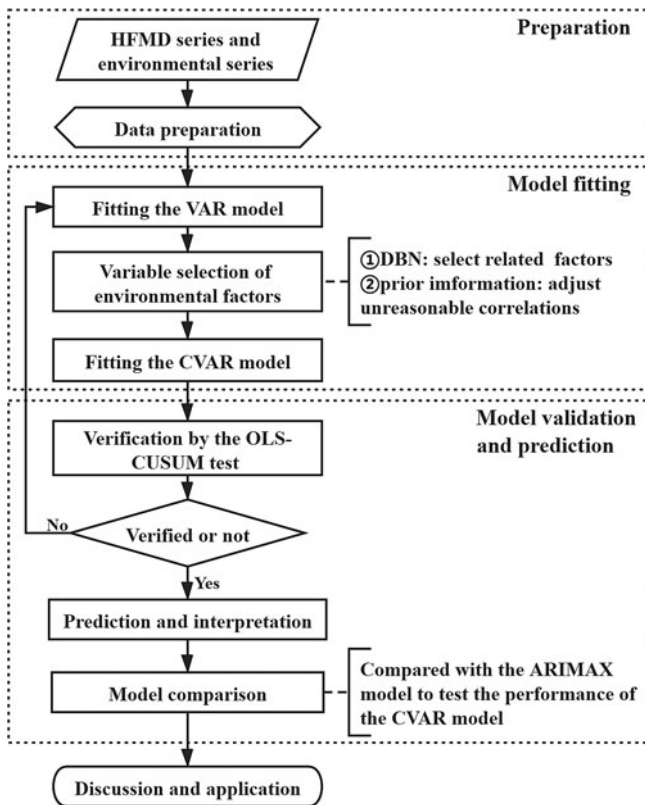 Preparation
HFMD series and
environmental series
Data preparation
Model fitting
Fitting the VAR model
Variable selection of
environmental factors
①DBN: select related factors
②prior imformation: adjust
unreasonable correlations
Fitting the CVAR model
Model validation
and prediction
Verification by the OLS-
CUSUM test
No
Verified or not
Yes
Prediction and interpretation
Model comparison
Compared with the ARIMAX
model to test the performance of
the CVAR model
Discussion and application